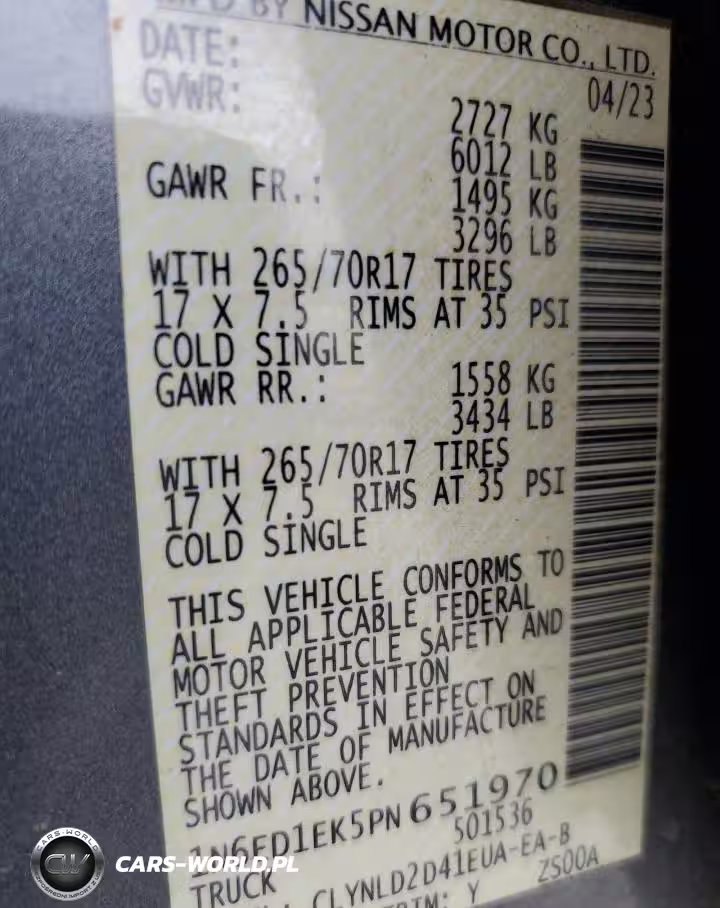 MFD BY NISSAN MOTOR CO., LTD.
DATE: 04/23
GVWR: 2727 KG
6012 LB
GAWR FR.: 1495 KG
3296 LB
WITH 265/70R17 TIRES
17 X 7.5 RIMS AT 35 PSI
COLD SINGLE
GAWR RR.: 1558 KG
3434 LB
WITH 265/70R17 TIRES
17 X 7.5 RIMS AT 35 PSI
COLD SINGLE
THIS VEHICLE CONFORMS TO
ALL APPLICABLE FEDERAL
MOTOR VEHICLE SAFETY AND
THEFT PREVENTION
STANDARDS IN EFFECT ON
THE DATE OF MANUFACTURE
SHOWN ABOVE.
1N6ED1EK5PN651970
501536
TRUCK
CLYNLD2D41EUA-EA-B
TRIM: Y ZS00A
CARS-WORLD.PL